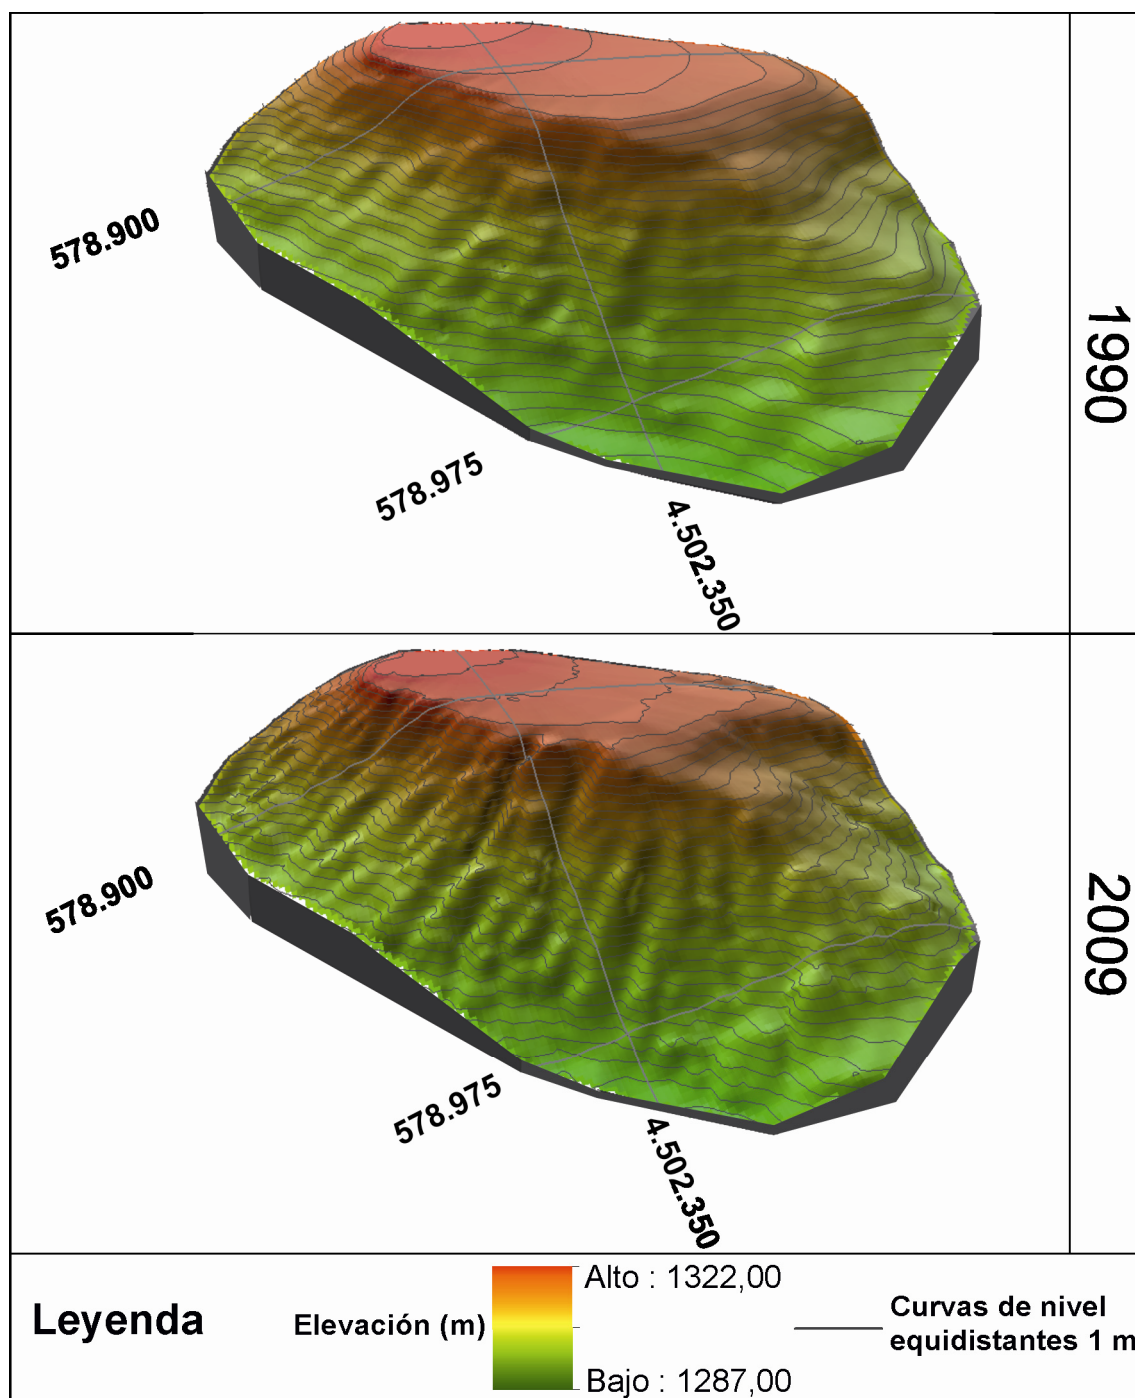 578.900
578.975
4.502.350
1990
578.900
578.975
4.502.350
2009
Leyenda
Elevación (m)
Alto : 1322,00
Bajo : 1287,00
Curvas de nivel
equidistantes 1 m